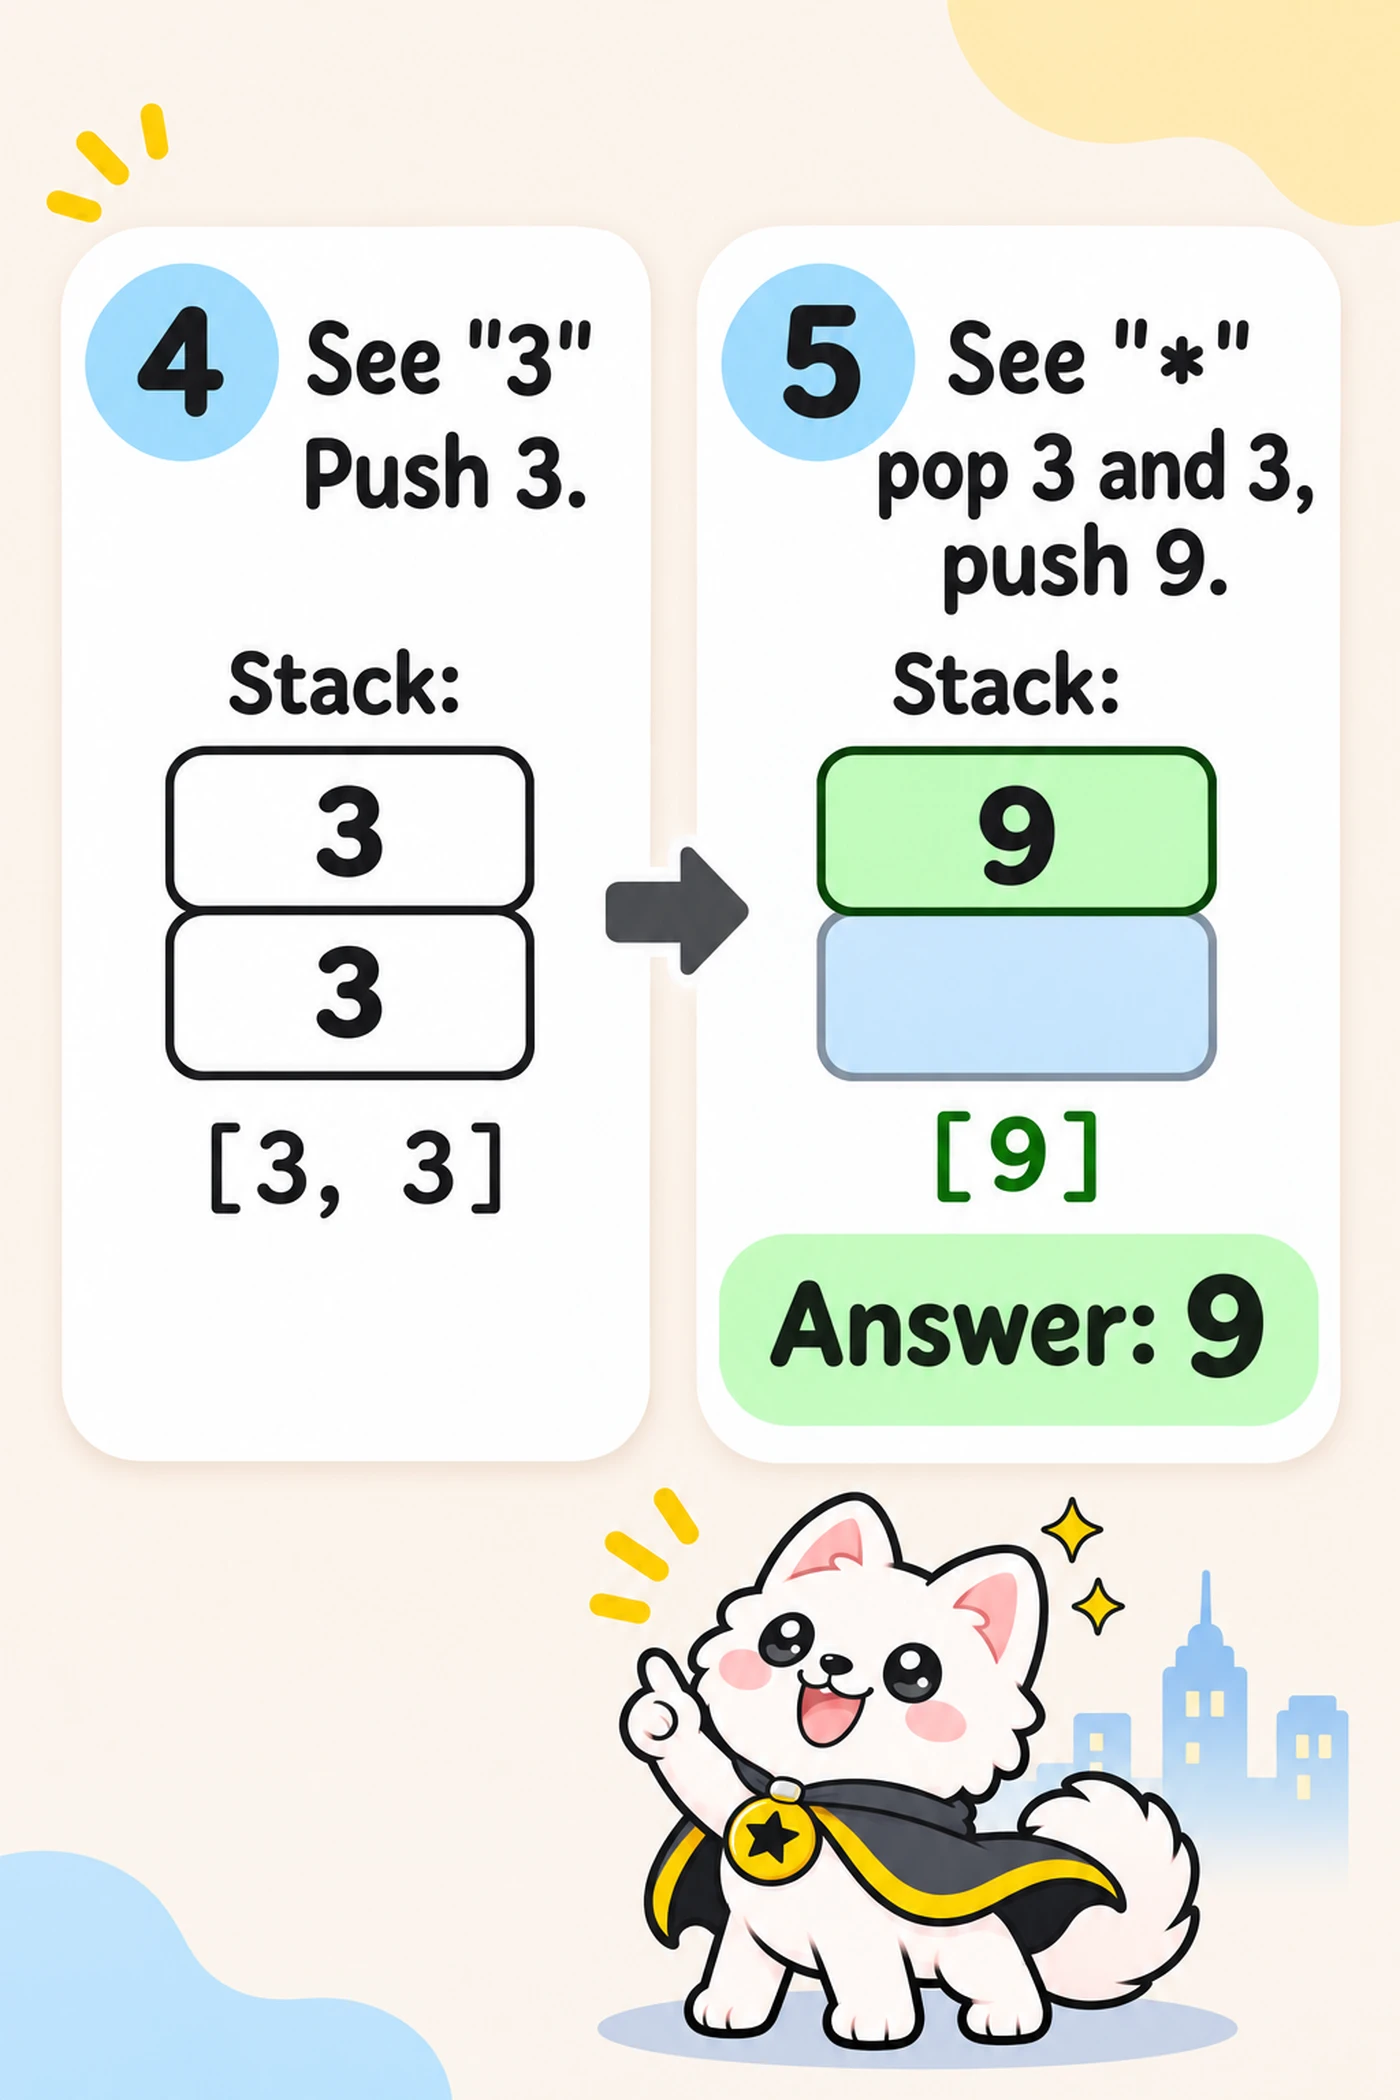 4
See "3"
Push 3.
Stack:
3
3
[3, 3]
5
See "*"
pop 3 and 3,
push 9.
Stack:
9
[9]
Answer: 9